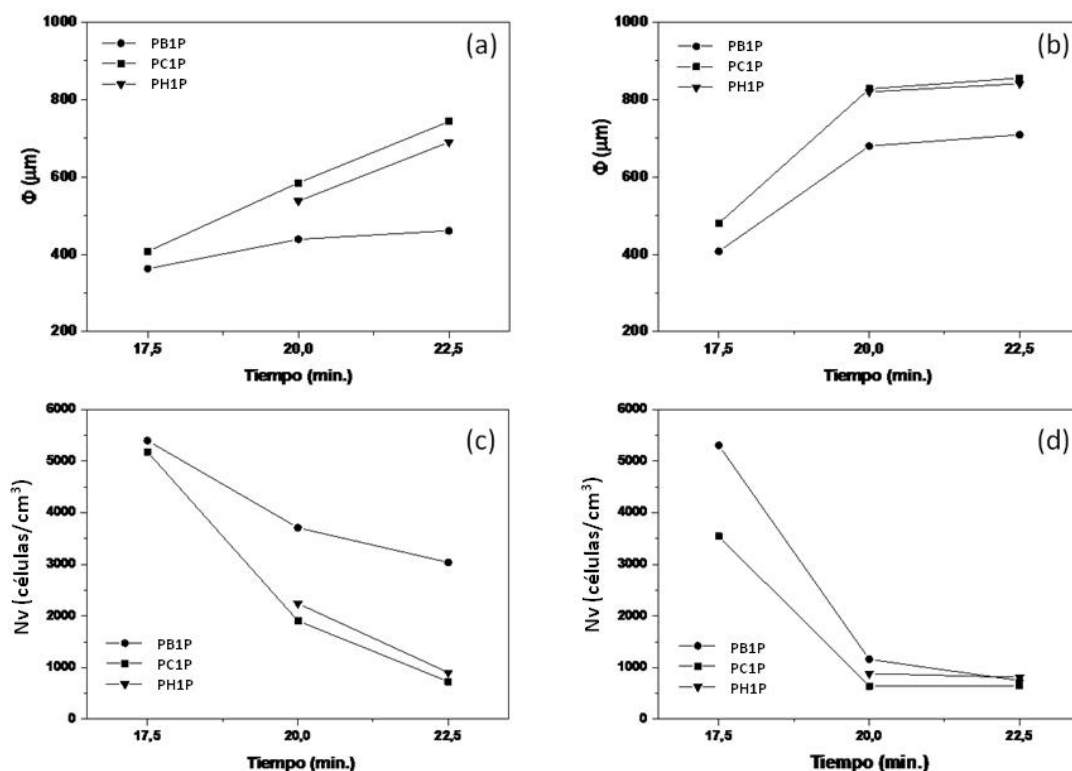 (a)
PB1P
PC1P
PH1P
1000
800
600
400
200
Φ (μm)
17,5
20,0
22,5
Tiempo (min.)
(b)
PB1P
PC1P
PH1P
1000
800
600
400
200
Φ (μm)
17,5
20,0
22,5
Tiempo (min.)
(c)
6000
5000
4000
3000
2000
1000
0
Nv (células/cm³)
PB1P
PC1P
PH1P
17,5
20,0
22,5
Tiempo (min.)
(d)
6000
5000
4000
3000
2000
1000
0
Nv (células/cm³)
PB1P
PC1P
PH1P
17,5
20,0
22,5
Tiempo (min.)